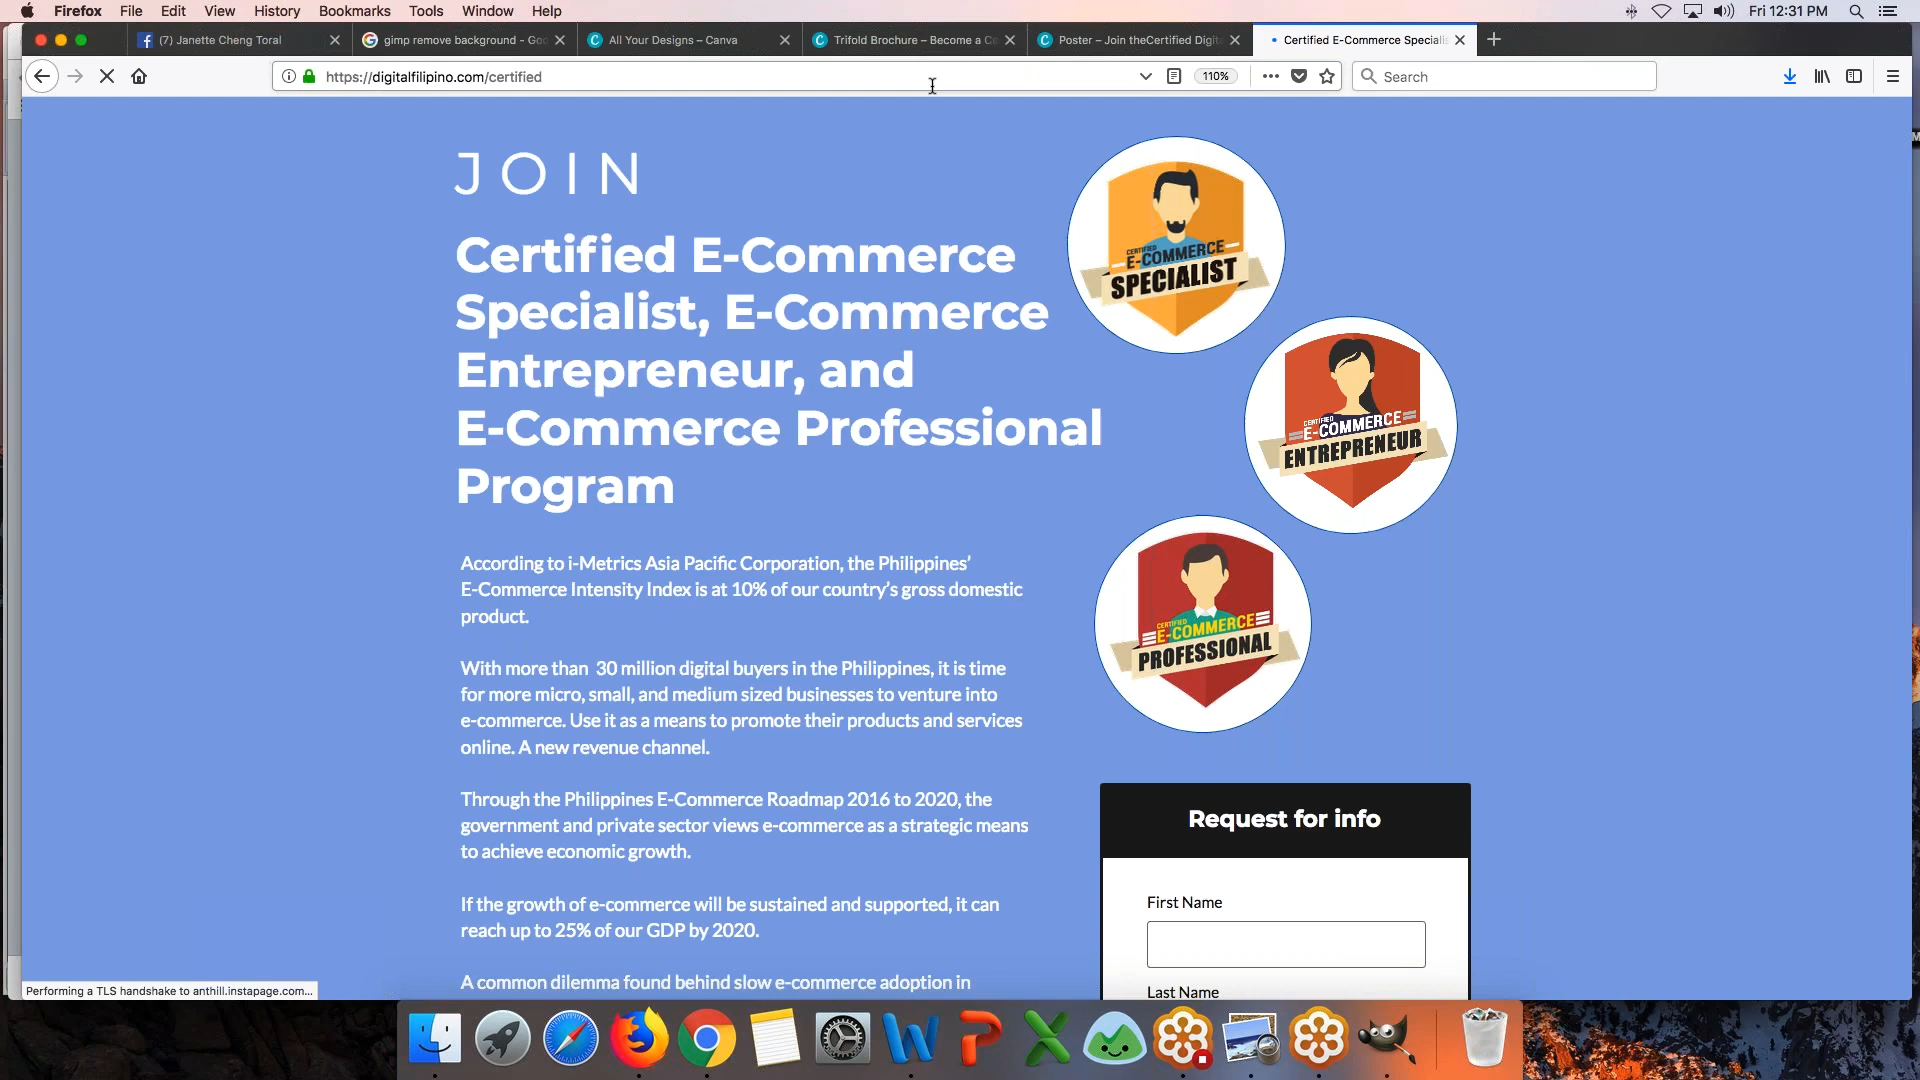 Firefox File Edit View History Bookmarks Tools Window Help Fri 12:31 PM
(7) Janette Cheng Toral
gimp remove background - Goo
All Your Designs – Canva
Trifold Brochure – Become a Ce
Poster – Join theCertified Digit
Certified E-Commerce Specialis
https://digitalfilipino.com/certified
110%
Search
JOIN
Certified E-Commerce
Specialist, E-Commerce
Entrepreneur, and
E-Commerce Professional
Program
CERTIFIED
E-COMMERCE
SPECIALIST
CERTIFIED
E-COMMERCE
ENTREPRENEUR
CERTIFIED
E-COMMERCE
PROFESSIONAL
According to i-Metrics Asia Pacific Corporation, the Philippines’
E-Commerce Intensity Index is at 10% of our country’s gross domestic
product.
With more than 30 million digital buyers in the Philippines, it is time
for more micro, small, and medium sized businesses to venture into
e-commerce. Use it as a means to promote their products and services
online. A new revenue channel.
Through the Philippines E-Commerce Roadmap 2016 to 2020, the
government and private sector views e-commerce as a strategic means
to achieve economic growth.
If the growth of e-commerce will be sustained and supported, it can
reach up to 25% of our GDP by 2020.
A common dilemma found behind slow e-commerce adoption in
Request for info
First Name
Last Name
Performing a TLS handshake to anthill.instapage.com...